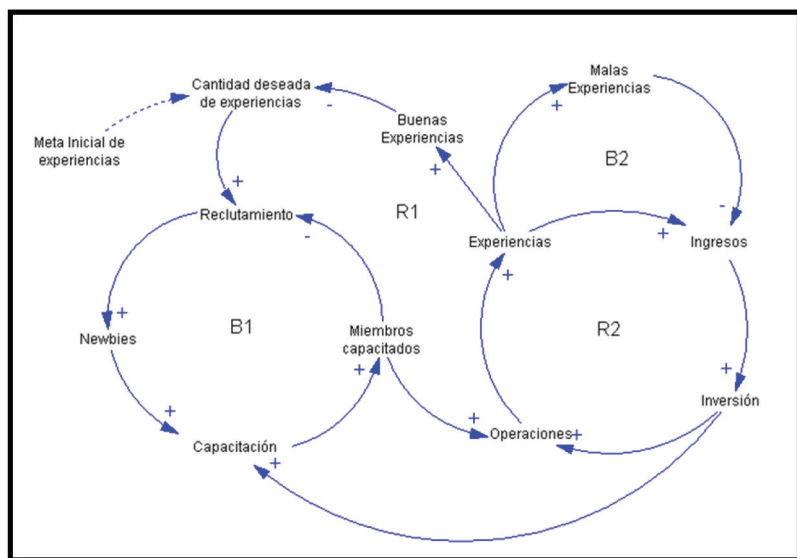 Cantidad deseada
de experiencias
-
Meta Inicial de
experiencias
+
Buenas
Experiencias
+
Malas
Experiencias
+
B2
-
R1
Reclutamiento
-
Experiencias
+
+
Ingresos
+
Newbies
B1
Miembros
capacitados
+
R2
+
Inversión
+
Capacitación
+
+
Operaciones
+